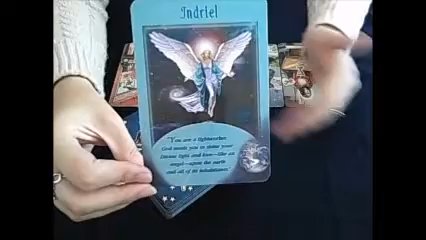 Indriel
"You are a lightworker.
God needs you to shine your
Divine light and love—like an
angel—upon the earth
and all of its inhabitants."